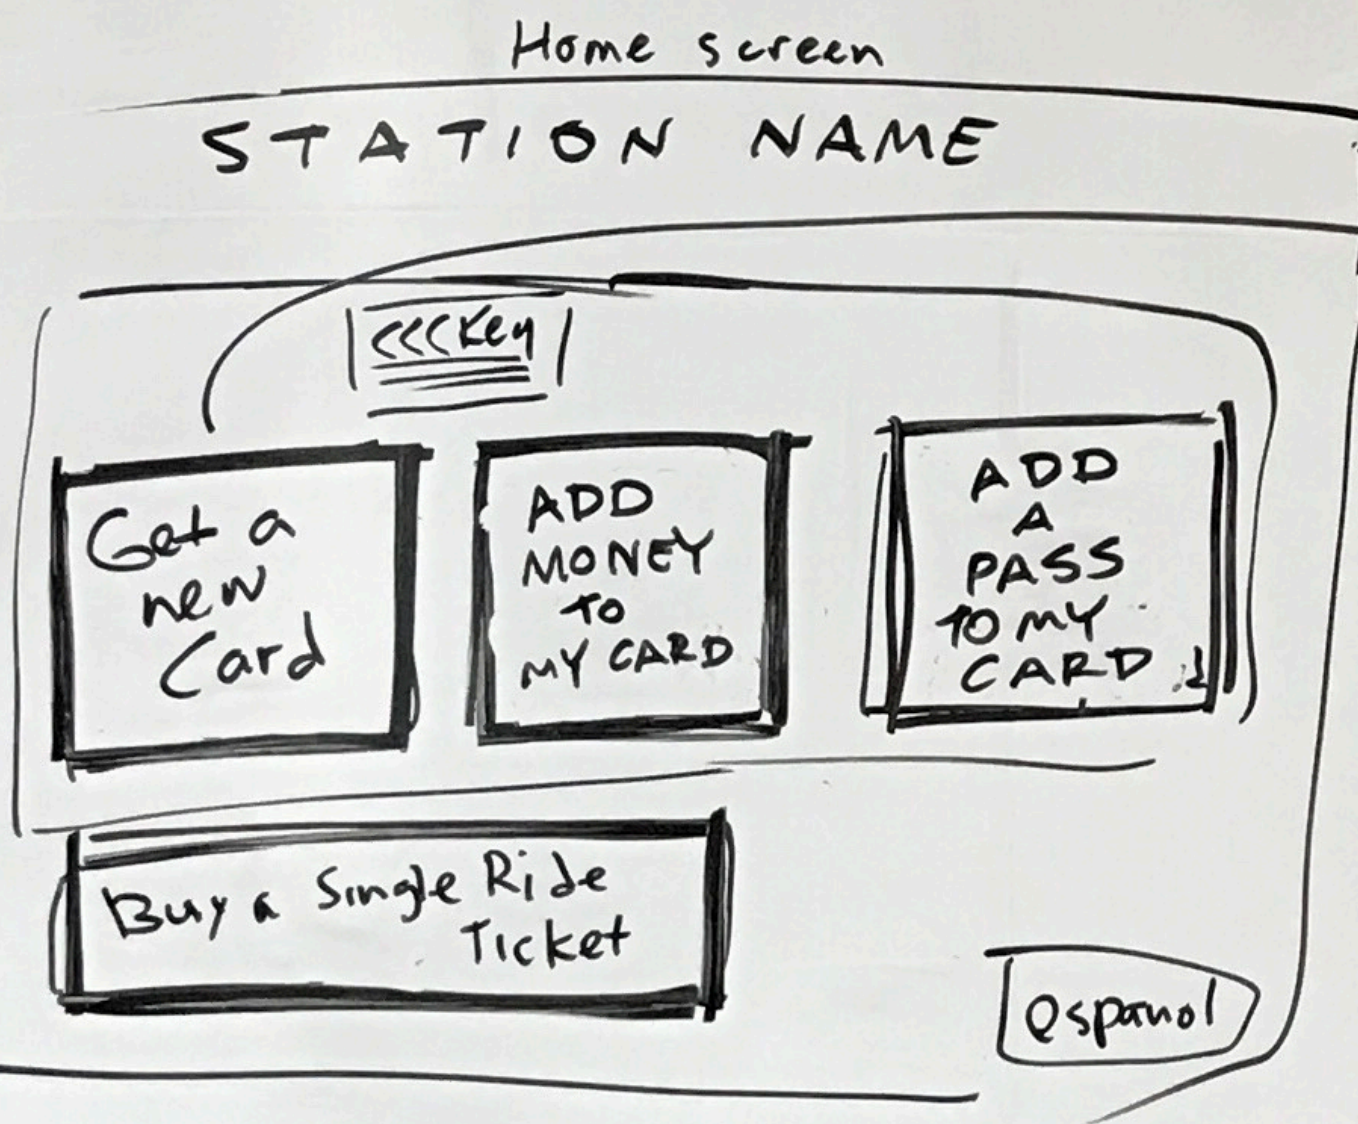 Home screen
STATION NAME
<<<Key
Get a
new
Card
ADD
MONEY
TO
MY CARD
ADD
A
PASS
TO MY
CARD
Buy a Single Ride
Ticket
espanol